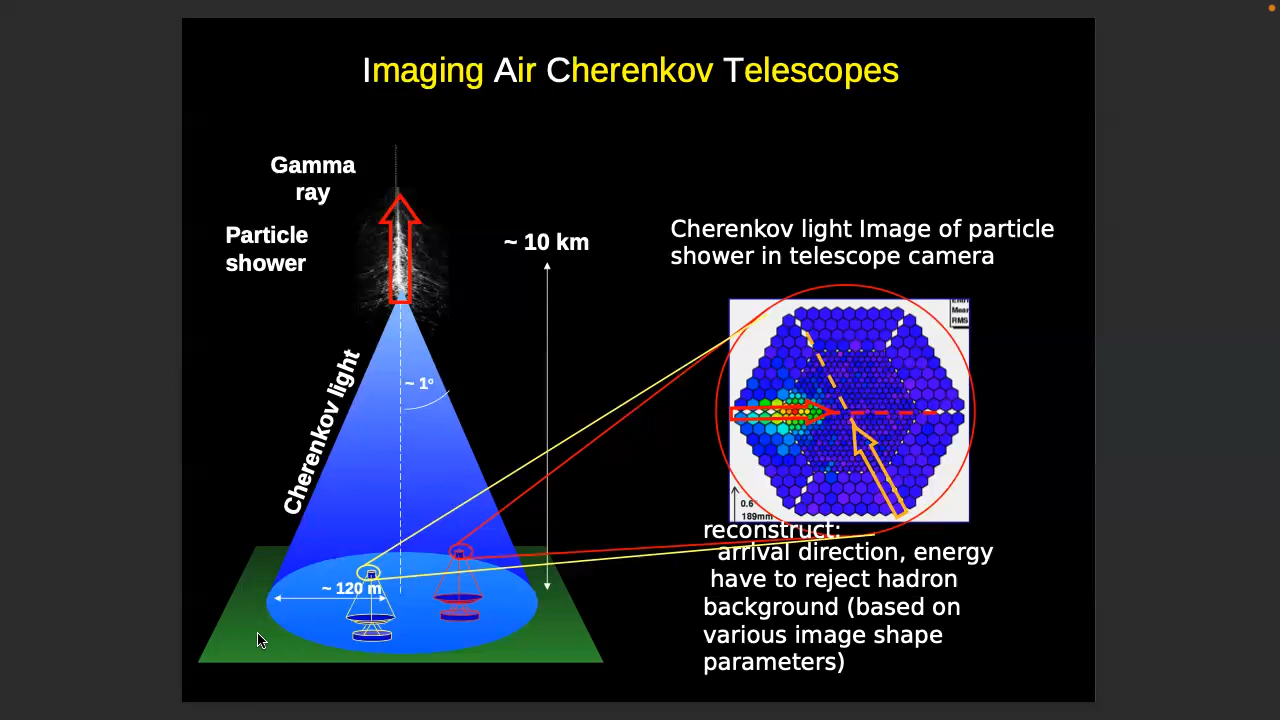 Imaging Air Cherenkov Telescopes
Gamma
ray
Particle
shower
~ 10 km
Cherenkov light Image of particle
shower in telescope camera
Mear
RMS
~ 1°
Cherenkov light
0.6°
189mm
reconstruct:
arrival direction, energy
have to reject hadron
background (based on
various image shape
parameters)
~ 120 m